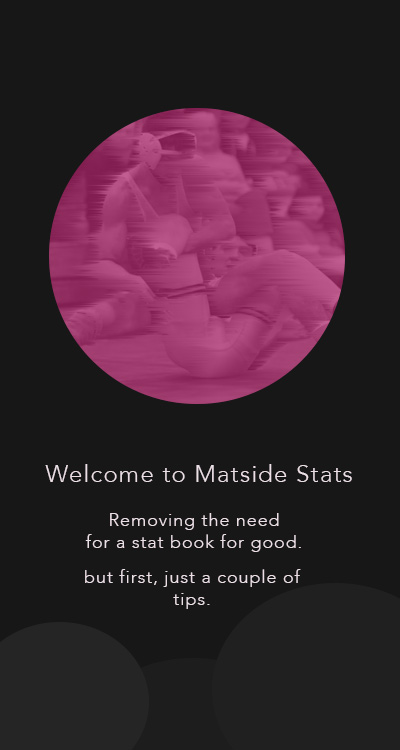 Welcome to Matside Stats
Removing the need
for a stat book for good.
but first, just a couple of
tips.